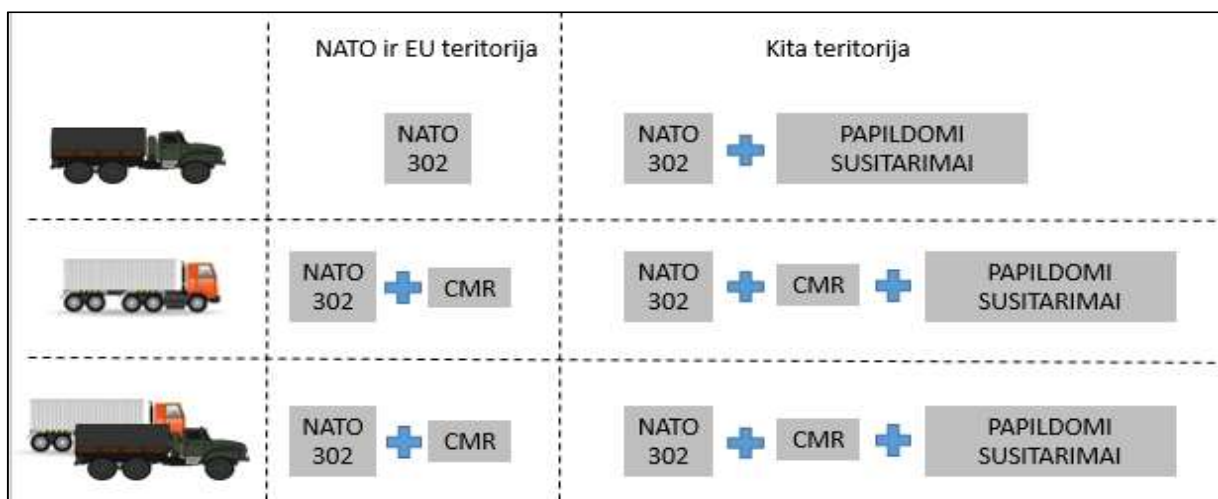 NATO ir EU teritorija
Kita teritorija
NATO
302
NATO
302
PAPILDOMI
SUSITARIMAI
NATO
302
CMR
NATO
302
CMR
PAPILDOMI
SUSITARIMAI
NATO
302
CMR
NATO
302
CMR
PAPILDOMI
SUSITARIMAI